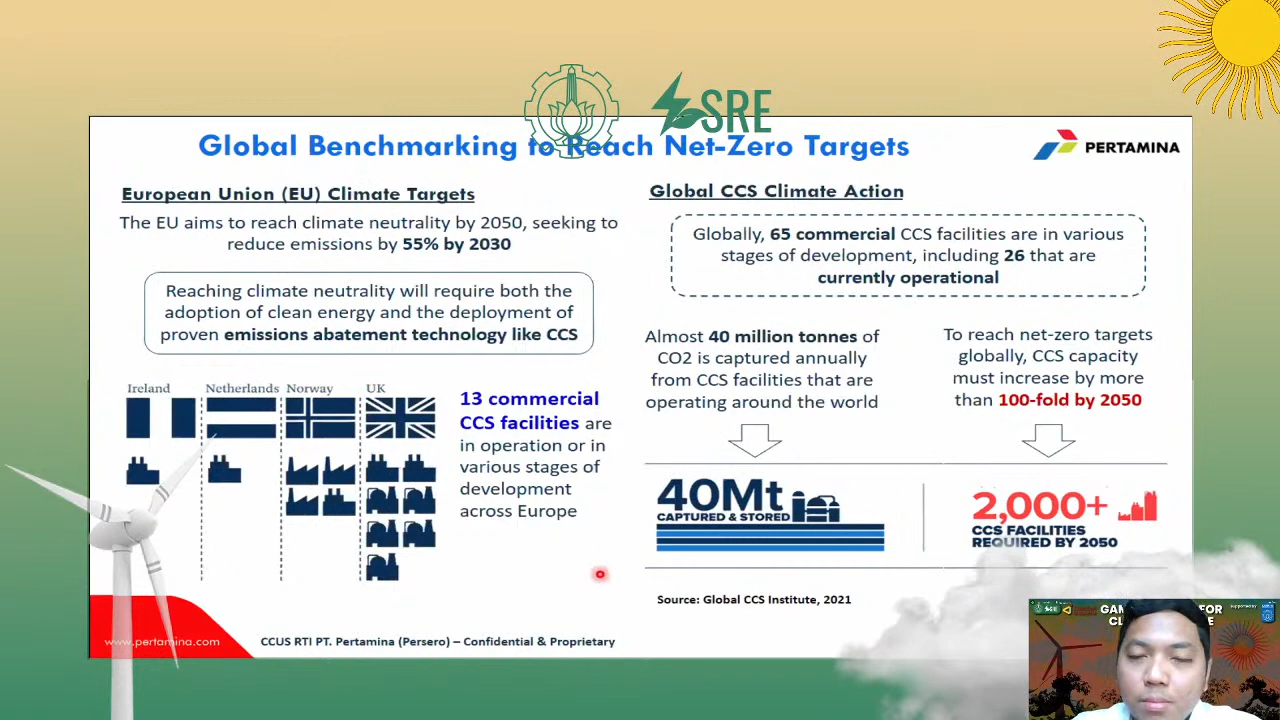 SRE
Global Benchmarking to Reach Net-Zero Targets
PERTAMINA
European Union (EU) Climate Targets
The EU aims to reach climate neutrality by 2050, seeking to
reduce emissions by 55% by 2030
Reaching climate neutrality will require both the
adoption of clean energy and the deployment of
proven emissions abatement technology like CCS
Ireland
Netherlands
Norway
UK
13 commercial
CCS facilities are
in operation or in
various stages of
development
across Europe
Global CCS Climate Action
Globally, 65 commercial CCS facilities are in various
stages of development, including 26 that are
currently operational
Almost 40 million tonnes of
CO2 is captured annually
from CCS facilities that are
operating around the world
To reach net-zero targets
globally, CCS capacity
must increase by more
than 100-fold by 2050
40Mt
CAPTURED & STORED
2,000+
CCS FACILITIES
REQUIRED BY 2050
Source: Global CCS Institute, 2021
www.pertamina.com
CCUS RTI PT. Pertamina (Persero) – Confidential & Proprietary